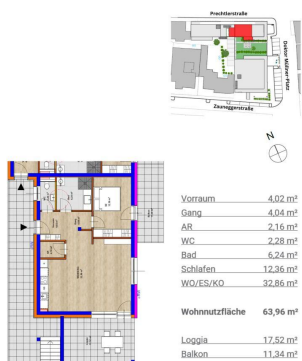 Prechtlerstraße
Doktor-Müllner-Platz
Zauneggerstraße
N
Vorraum 4,02 m²
Gang 4,04 m²
AR 2,16 m²
WC 2,28 m²
Bad 6,24 m²
Schlafen 12,36 m²
WO/ES/KO 32,86 m²
Wohnnutzfläche 63,96 m²
Loggia 17,52 m²
Balkon 11,34 m²